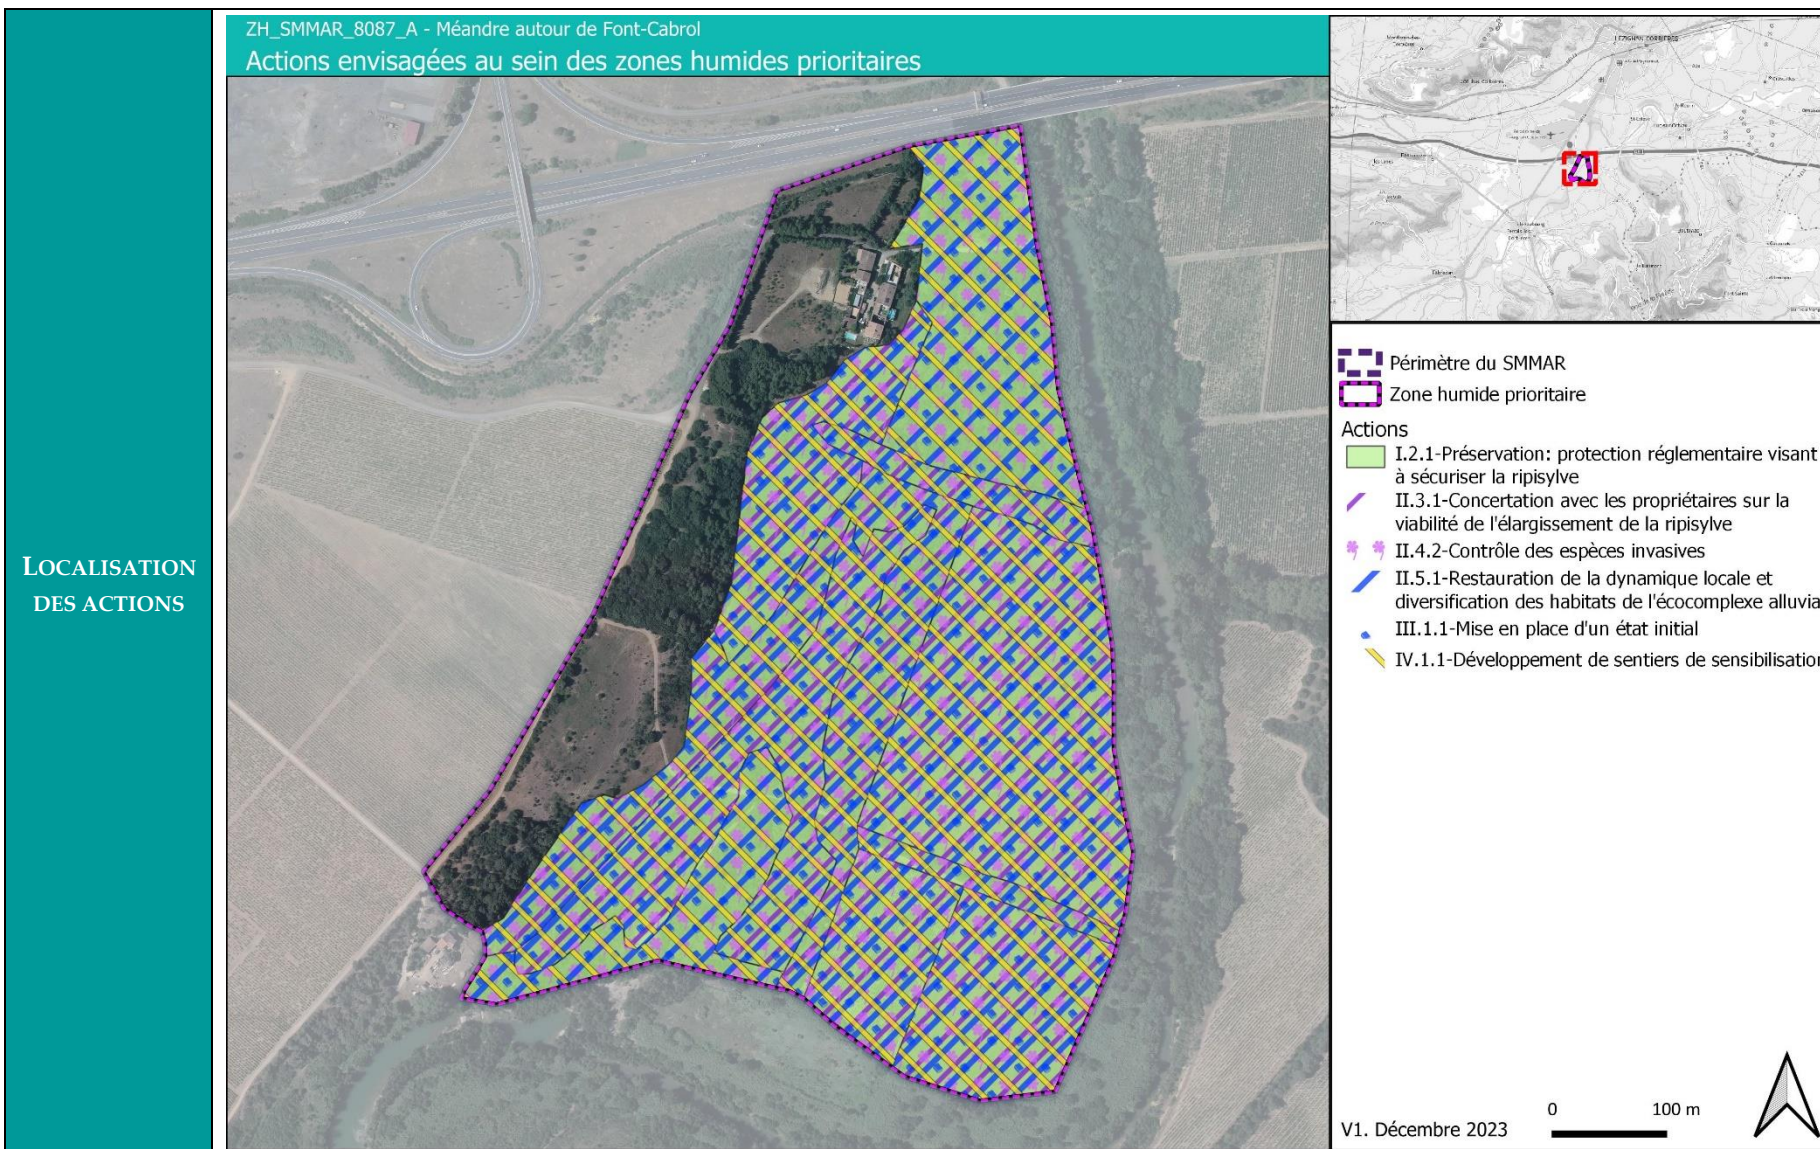 ZH_SMMAR_8087_A - Méandre autour de Font-Cabrol
Actions envisagées au sein des zones humides prioritaires
LOCALISATION
DES ACTIONS
LEZIGNAN CORBIERES
Périmètre du SMMAR
Zone humide prioritaire
Actions
I.2.1-Préservation: protection réglementaire visant
à sécuriser la ripisylve
II.3.1-Concertation avec les propriétaires sur la
viabilité de l'élargissement de la ripisylve
II.4.2-Contrôle des espèces invasives
II.5.1-Restauration de la dynamique locale et
diversification des habitats de l'écocomplexe alluvia
III.1.1-Mise en place d'un état initial
IV.1.1-Développement de sentiers de sensibilisation
0 100 m
V1. Décembre 2023